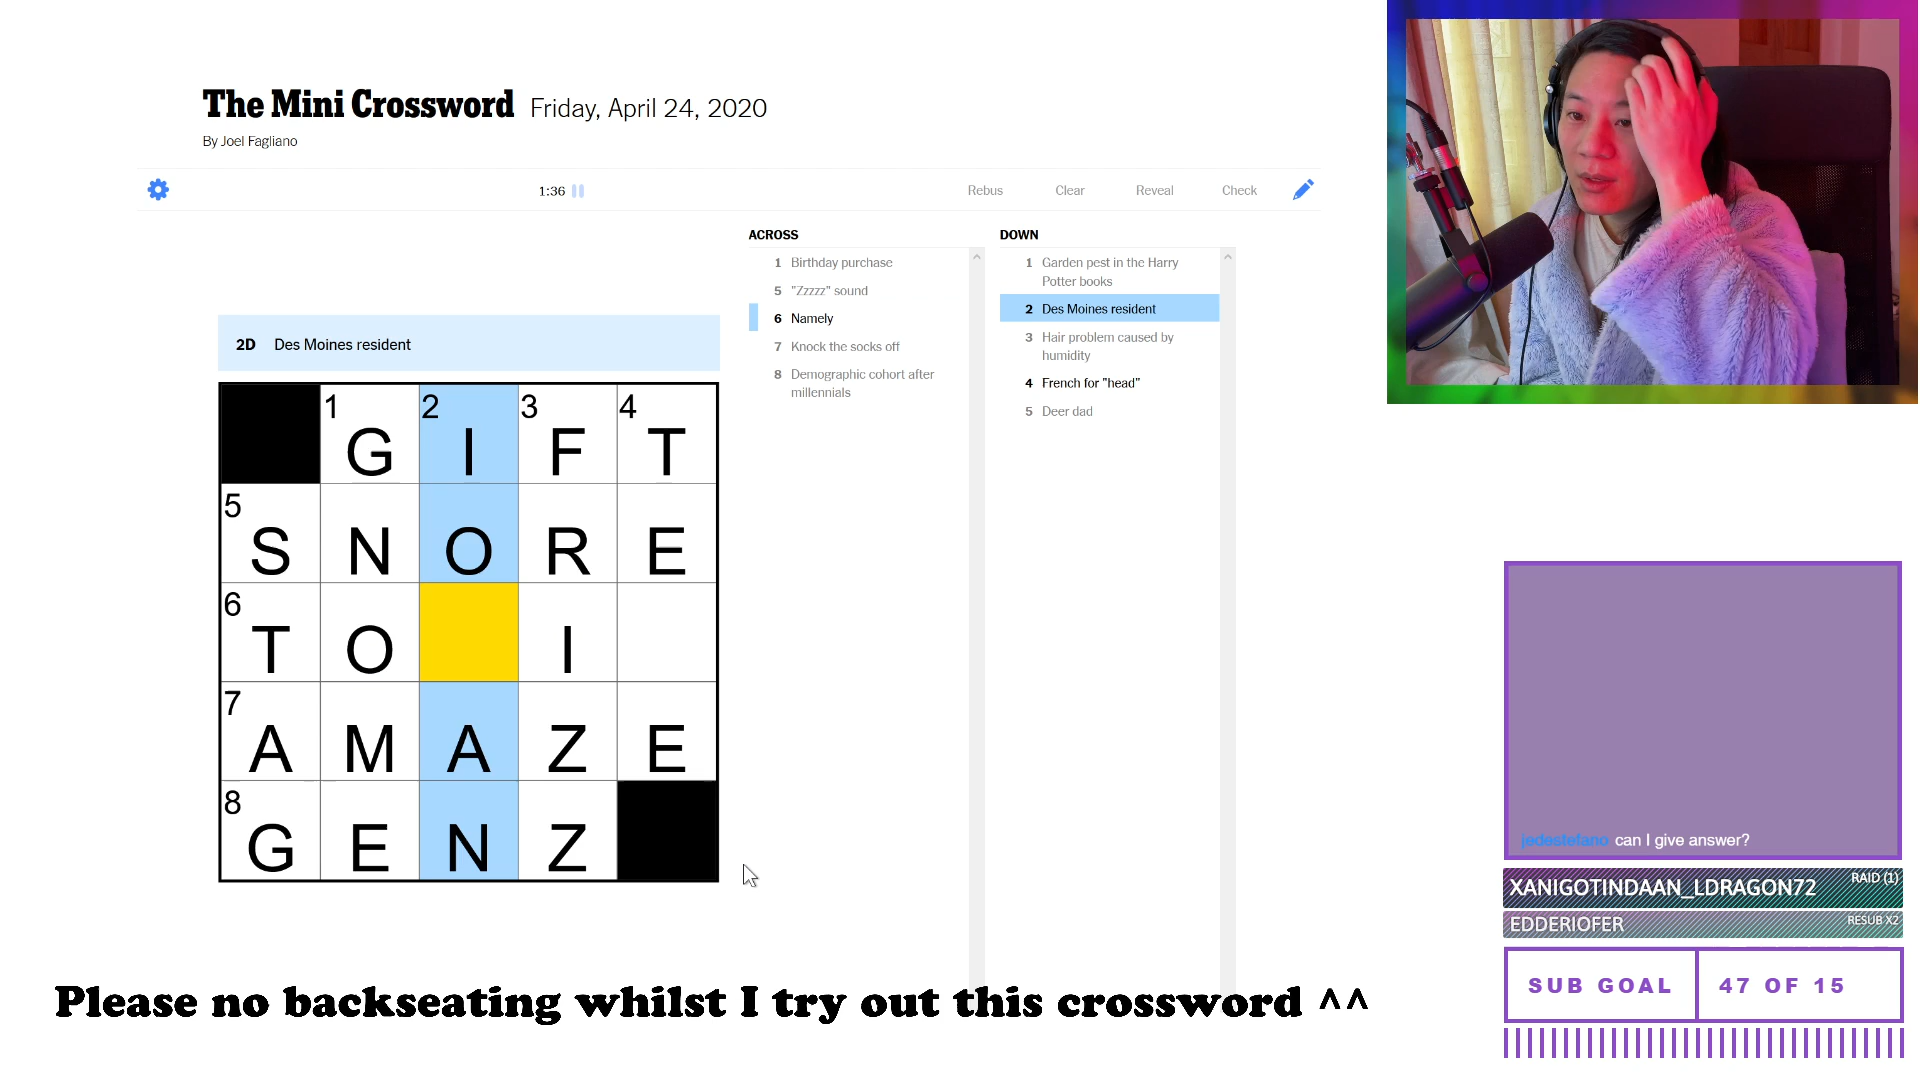 The Mini Crossword Friday, April 24, 2020
By Joel Fagliano
1:36 Rebus Clear Reveal Check
2D Des Moines resident
ACROSS
1 Birthday purchase
5 "Zzzzz" sound
6 Namely
7 Knock the socks off
8 Demographic cohort after
millennials
DOWN
1 Garden pest in the Harry
Potter books
2 Des Moines resident
3 Hair problem caused by
humidity
4 French for "head"
5 Deer dad
1 2 3 4
G I F T
5
S N O R E
6
T O I
7
A M A Z E
8
G E N Z
jedestefano can I give answer?
XANIGOTINDAAN_LDRAGON72 RAID (1)
EDDERIOFER RESUB X2
SUB GOAL 47 OF 15
Please no backseating whilst I try out this crossword ^^